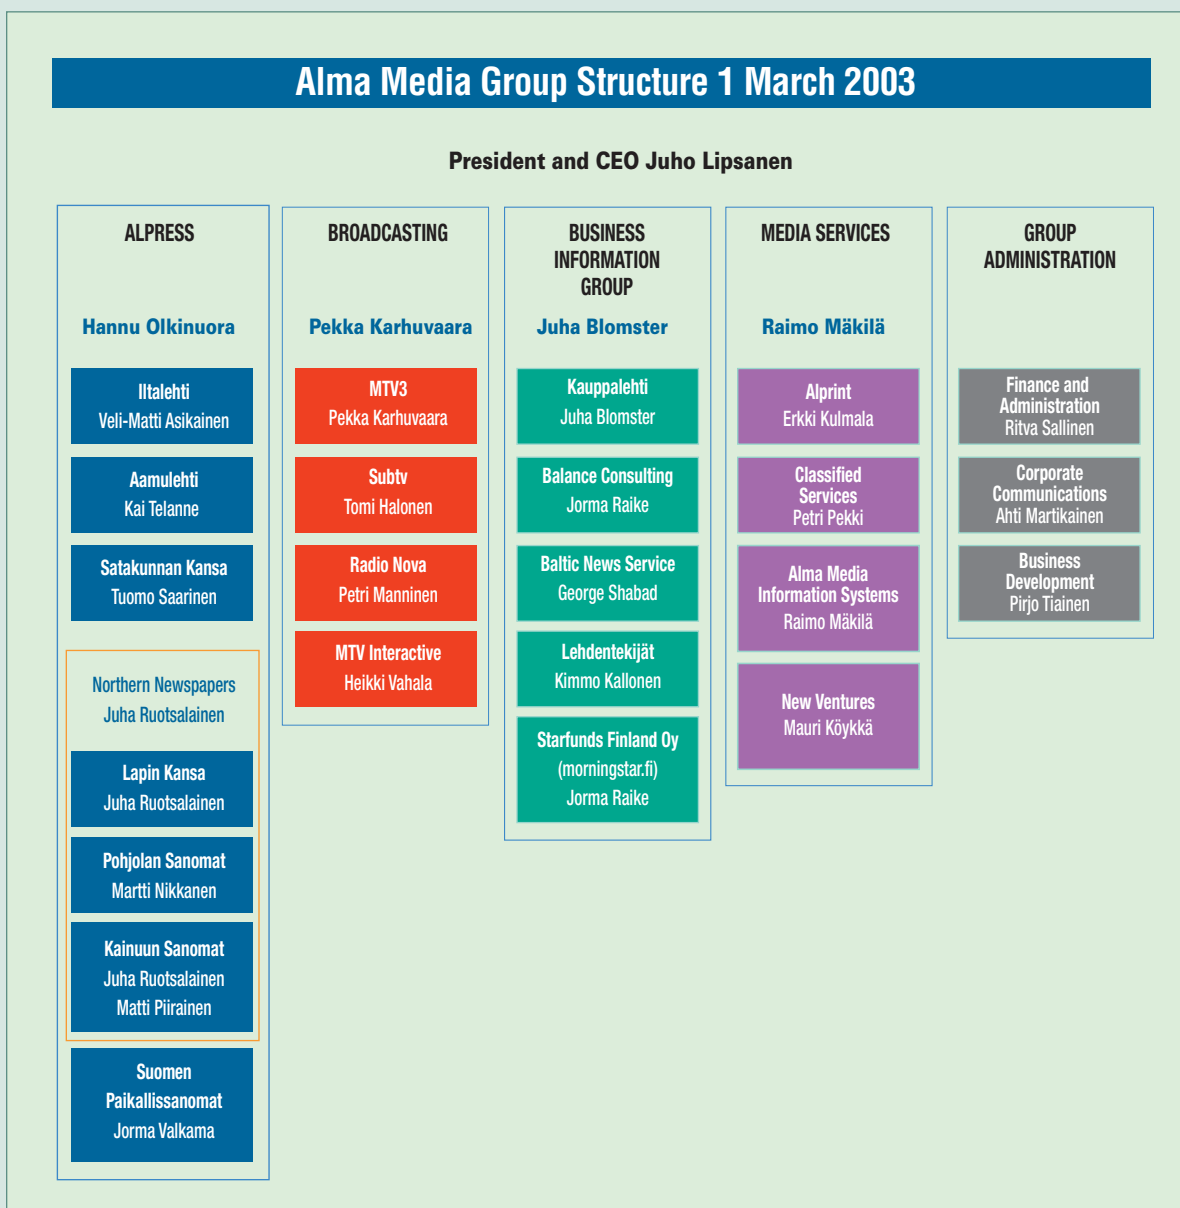 Alma Media Group Structure 1 March 2003
President and CEO Juho Lipsanen
ALPRESS
Hannu Olkinuora
Iltalehti
Veli-Matti Asikainen
Aamulehti
Kai Telanne
Satakunnan Kansa
Tuomo Saarinen
Northern Newspapers
Juha Ruotsalainen
Lapin Kansa
Juha Ruotsalainen
Pohjolan Sanomat
Martti Nikkanen
Kainuun Sanomat
Juha Ruotsalainen
Matti Piirainen
Suomen
Paikallissanomat
Jorma Valkama
BROADCASTING
Pekka Karhuvaara
MTV3
Pekka Karhuvaara
Subtv
Tomi Halonen
Radio Nova
Petri Manninen
MTV Interactive
Heikki Vahala
BUSINESS
INFORMATION
GROUP
Juha Blomster
Kauppalehti
Juha Blomster
Balance Consulting
Jorma Raike
Baltic News Service
George Shabad
Lehdentekijät
Kimmo Kallonen
Starfunds Finland Oy
(morningstar.fi)
Jorma Raike
MEDIA SERVICES
Raimo Mäkilä
Alprint
Erkki Kulmala
Classified
Services
Petri Pekki
Alma Media
Information Systems
Raimo Mäkilä
New Ventures
Mauri Köykkä
GROUP
ADMINISTRATION
Finance and
Administration
Ritva Sallinen
Corporate
Communications
Ahti Martikainen
Business
Development
Pirjo Tiainen